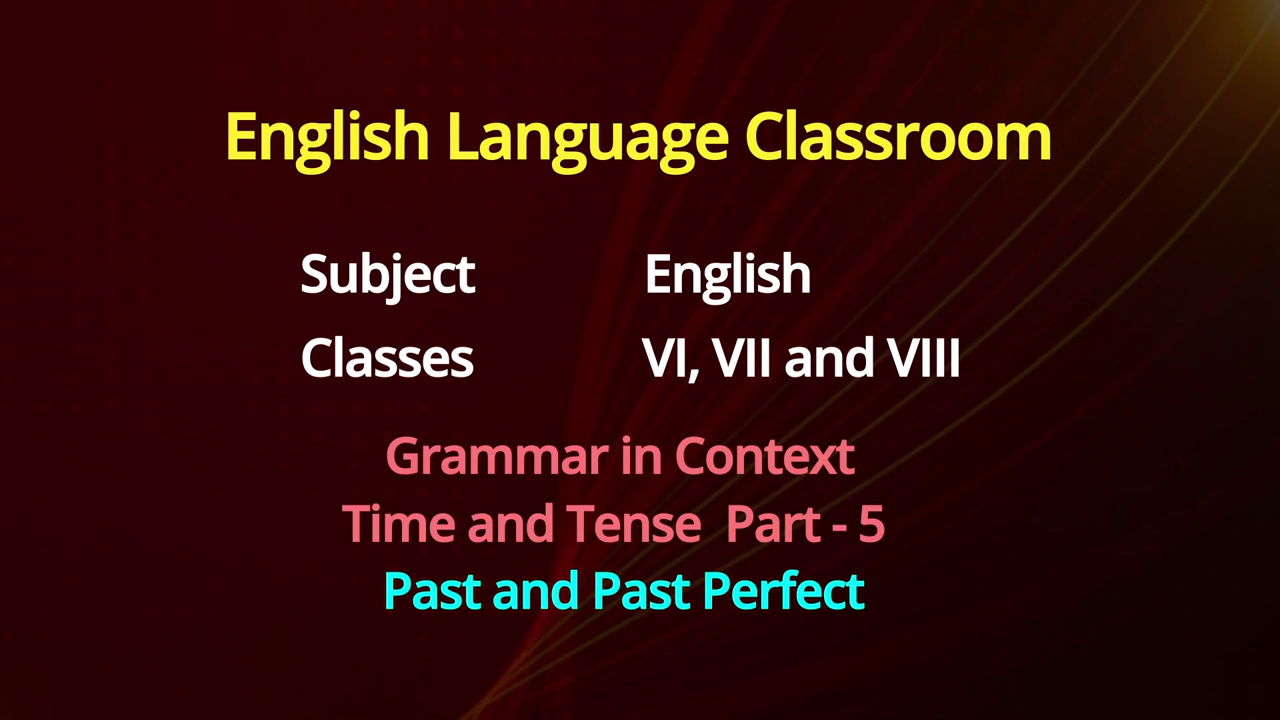 English Language Classroom
Subject English
Classes VI, VII and VIII
Grammar in Context
Time and Tense Part - 5
Past and Past Perfect